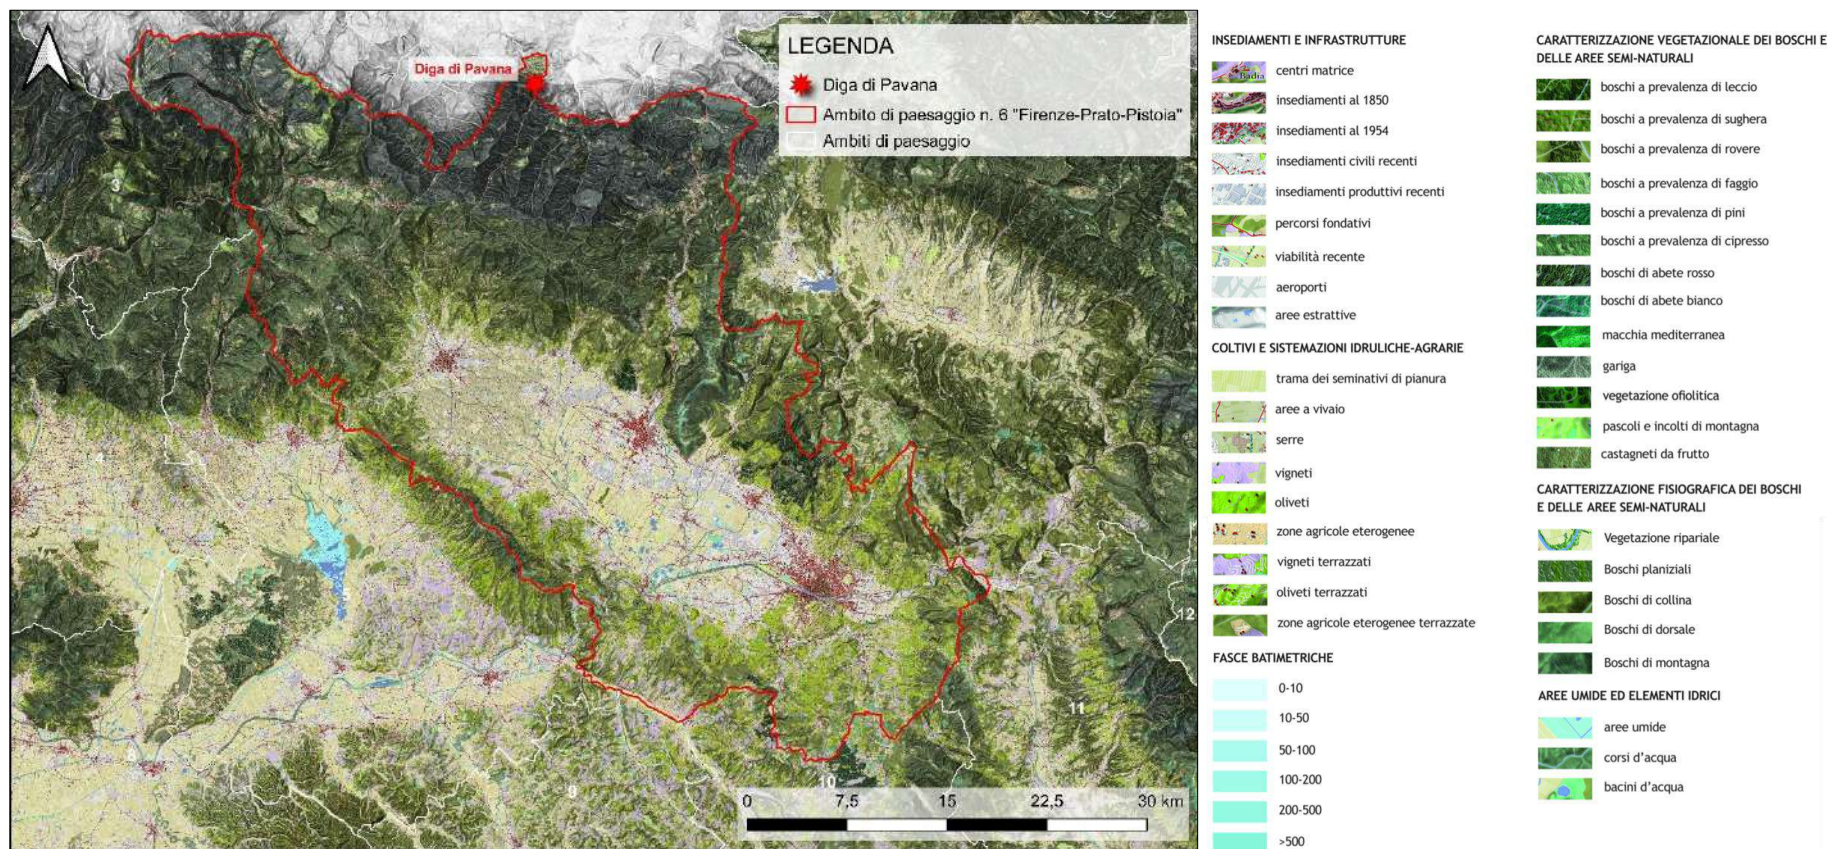 Diga di Pavana
LEGENDA
Diga di Pavana
Ambito di paesaggio n. 6 "Firenze-Prato-Pistoia"
Ambiti di paesaggio
3
4
12
11
10
9
0 7,5 15 22,5 30 km
INSEDIAMENTI E INFRASTRUTTURE
Badia
centri matrice
insediamenti al 1850
insediamenti al 1954
insediamenti civili recenti
insediamenti produttivi recenti
percorsi fondativi
viabilità recente
aeroporti
aree estrattive
COLTIVI E SISTEMAZIONI IDRULICHE-AGRARIE
trama dei seminativi di pianura
aree a vivaio
serre
vigneti
oliveti
zone agricole eterogenee
vigneti terrazzati
oliveti terrazzati
zone agricole eterogenee terrazzate
FASCE BATIMETRICHE
0-10
10-50
50-100
100-200
200-500
>500
CARATTERIZZAZIONE VEGETAZIONALE DEI BOSCHI E
DELLE AREE SEMI-NATURALI
boschi a prevalenza di leccio
boschi a prevalenza di sughera
boschi a prevalenza di rovere
boschi a prevalenza di faggio
boschi a prevalenza di pini
boschi a prevalenza di cipresso
boschi di abete rosso
boschi di abete bianco
macchia mediterranea
gariga
vegetazione ofiolitica
pascoli e incolti di montagna
castagneti da frutto
CARATTERIZZAZIONE FISIOGRAFICA DEI BOSCHI
E DELLE AREE SEMI-NATURALI
Vegetazione ripariale
Boschi planiziali
Boschi di collina
Boschi di dorsale
Boschi di montagna
AREE UMIDE ED ELEMENTI IDRICI
aree umide
corsi d'acqua
bacini d'acqua